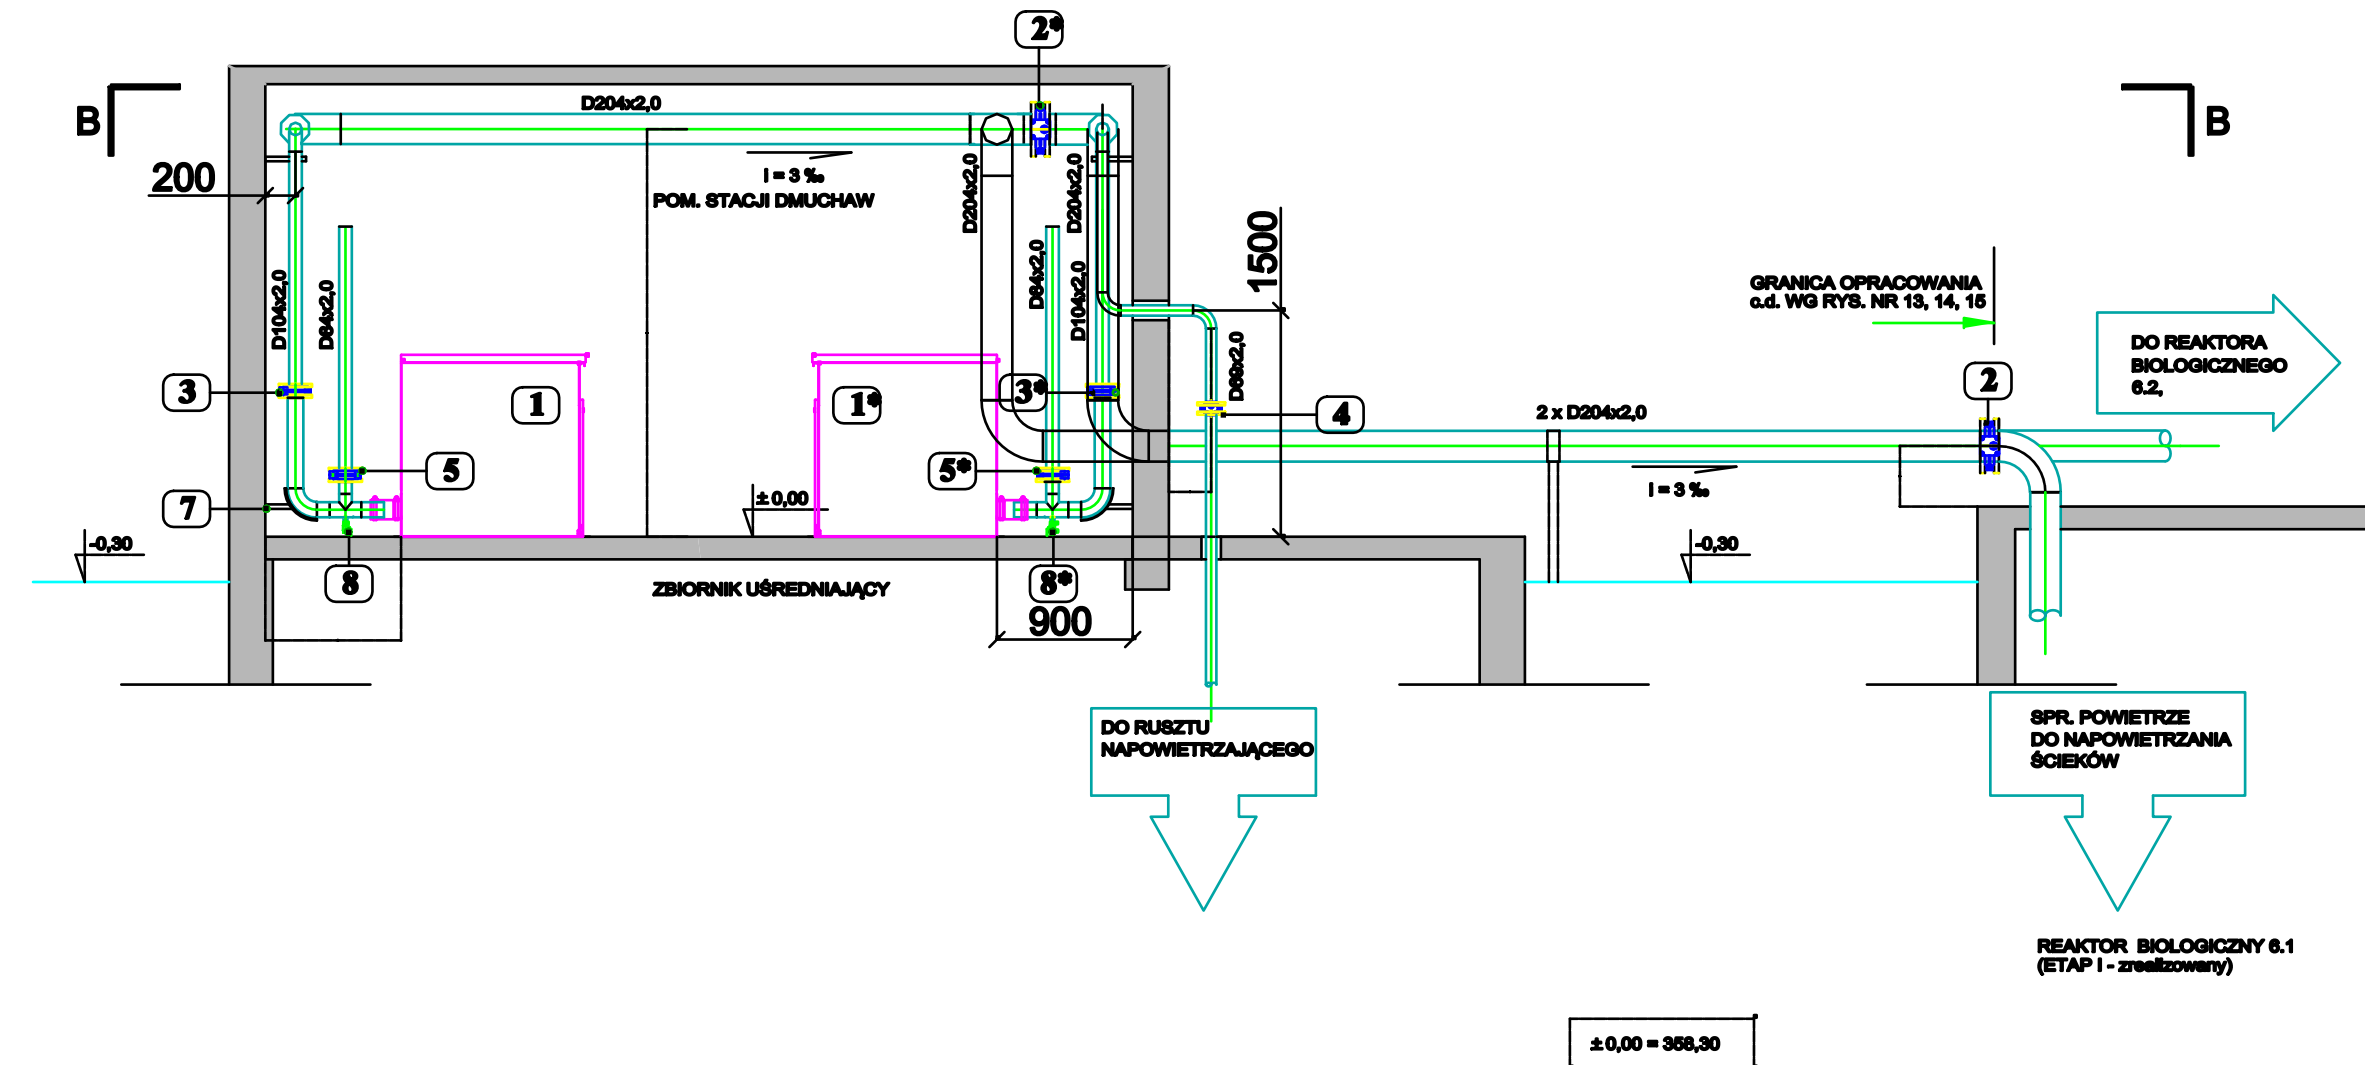 2*
B
B
D204x2,0
200
i = 3 ‰
POM. STACJI DMUCHAW
D204x2,0
D204x2,0
1500
D104x2,0
D84x2,0
D84x2,0
D104x2,0
D69x2,0
GRANICA OPRACOWANIA
c.d. WG RYS. NR 13, 14, 15
DO REAKTORA
BIOLOGICZNEGO
6.2,
3
1
1*
3*
4
2
2 x D204x2,0
5
5*
i = 3 ‰
7
± 0,00
-0,30
-0,30
8
ZBIORNIK UŚREDNIAJĄCY
8*
900
DO RUSZTU
NAPOWIETRZAJĄCEGO
SPR. POWIETRZE
DO NAPOWIETRZANIA
ŚCIEKÓW
REAKTOR BIOLOGICZNY 6.1
(ETAP I - zrealizowany)
± 0,00 = 358,30